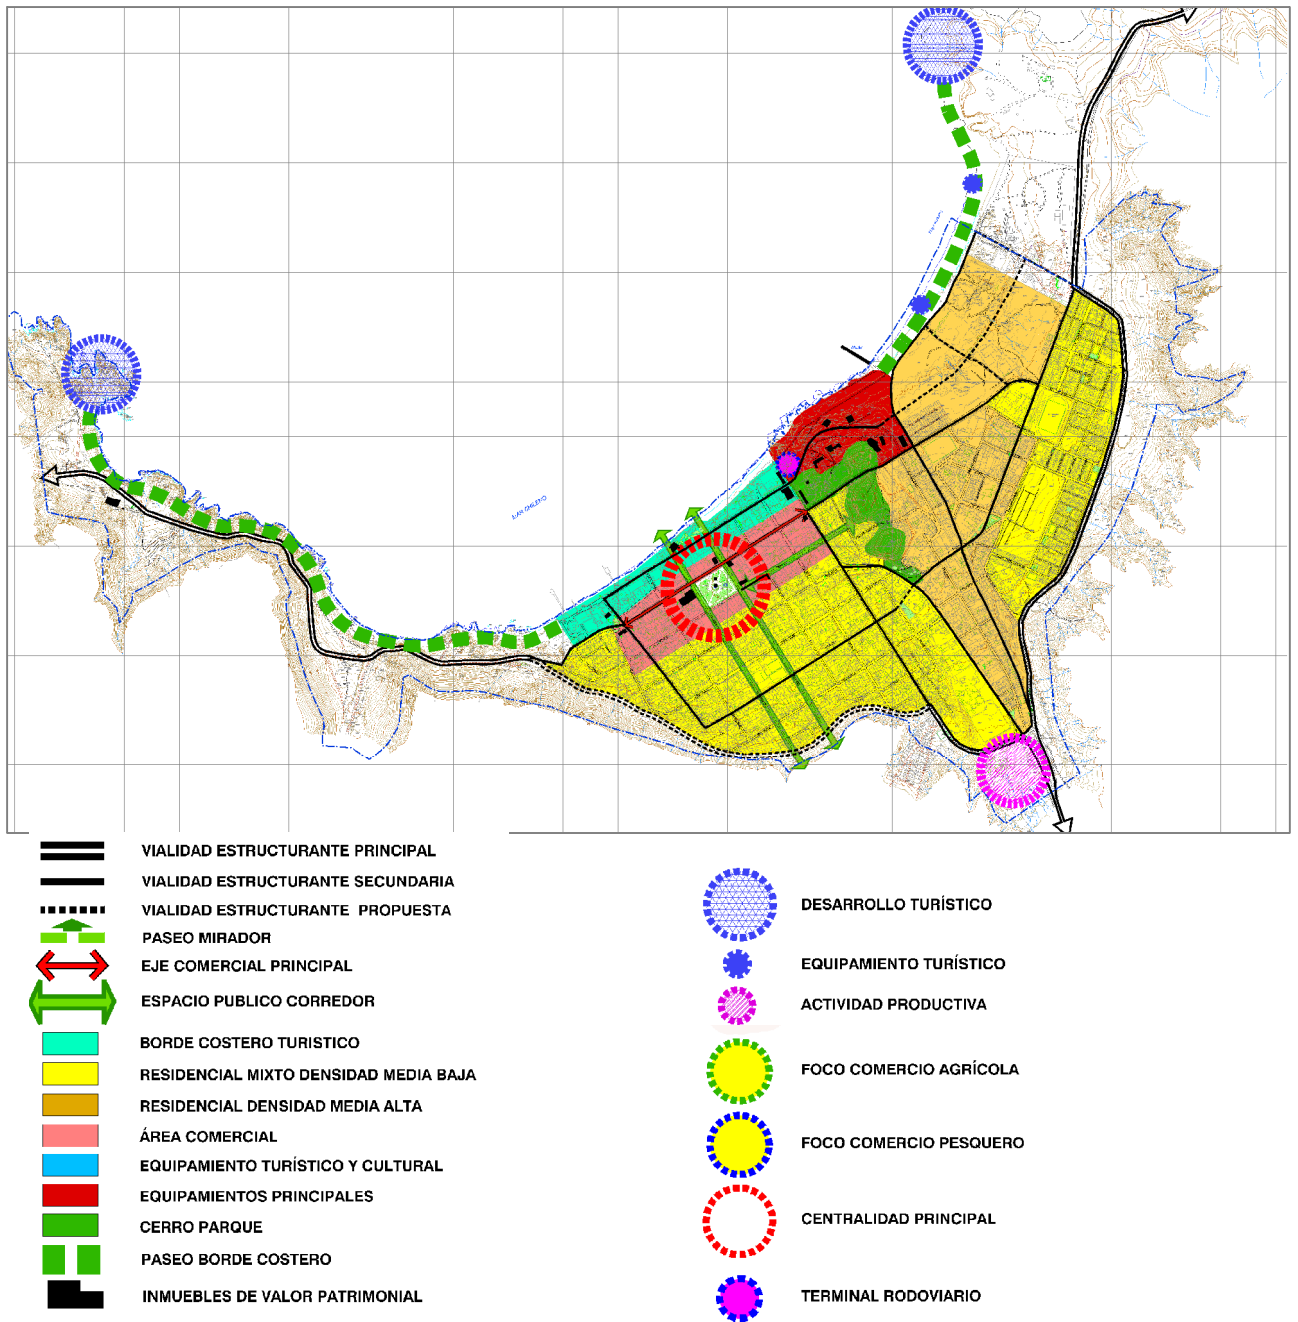 MAR CHILENO
VIALIDAD ESTRUCTURANTE PRINCIPAL
VIALIDAD ESTRUCTURANTE SECUNDARIA
VIALIDAD ESTRUCTURANTE PROPUESTA
PASEO MIRADOR
EJE COMERCIAL PRINCIPAL
ESPACIO PUBLICO CORREDOR
BORDE COSTERO TURISTICO
RESIDENCIAL MIXTO DENSIDAD MEDIA BAJA
RESIDENCIAL DENSIDAD MEDIA ALTA
ÁREA COMERCIAL
EQUIPAMIENTO TURÍSTICO Y CULTURAL
EQUIPAMIENTOS PRINCIPALES
CERRO PARQUE
PASEO BORDE COSTERO
INMUEBLES DE VALOR PATRIMONIAL
DESARROLLO TURÍSTICO
EQUIPAMIENTO TURÍSTICO
ACTIVIDAD PRODUCTIVA
FOCO COMERCIO AGRÍCOLA
FOCO COMERCIO PESQUERO
CENTRALIDAD PRINCIPAL
TERMINAL RODOVIARIO